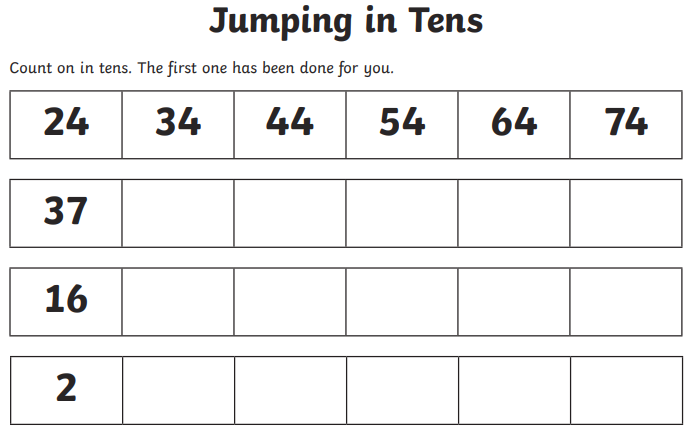 Jumping in Tens
Count on in tens. The first one has been done for you.
24 34 44 54 64 74
37
16
2